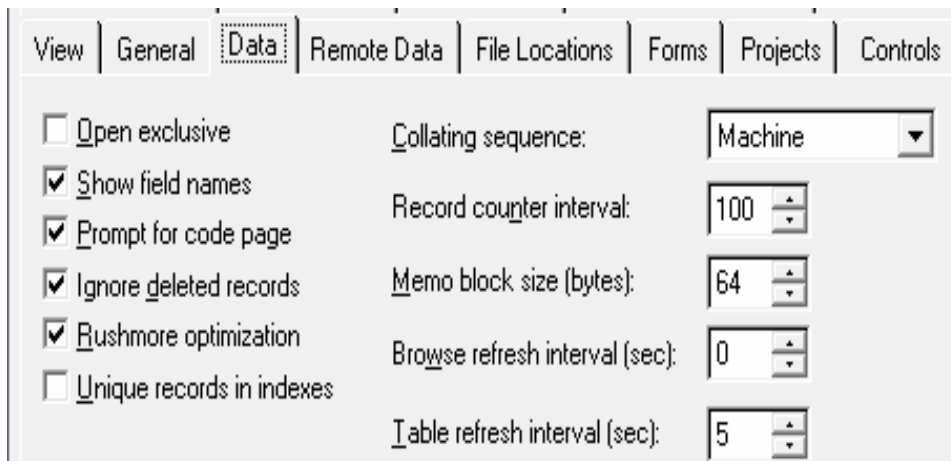 View General Data Remote Data File Locations Forms Projects Controls
Open exclusive
Show field names
Prompt for code page
Ignore deleted records
Rushmore optimization
Unique records in indexes
Collating sequence: Machine
Record counter interval: 100
Memo block size (bytes): 64
Browse refresh interval (sec): 0
Table refresh interval (sec): 5